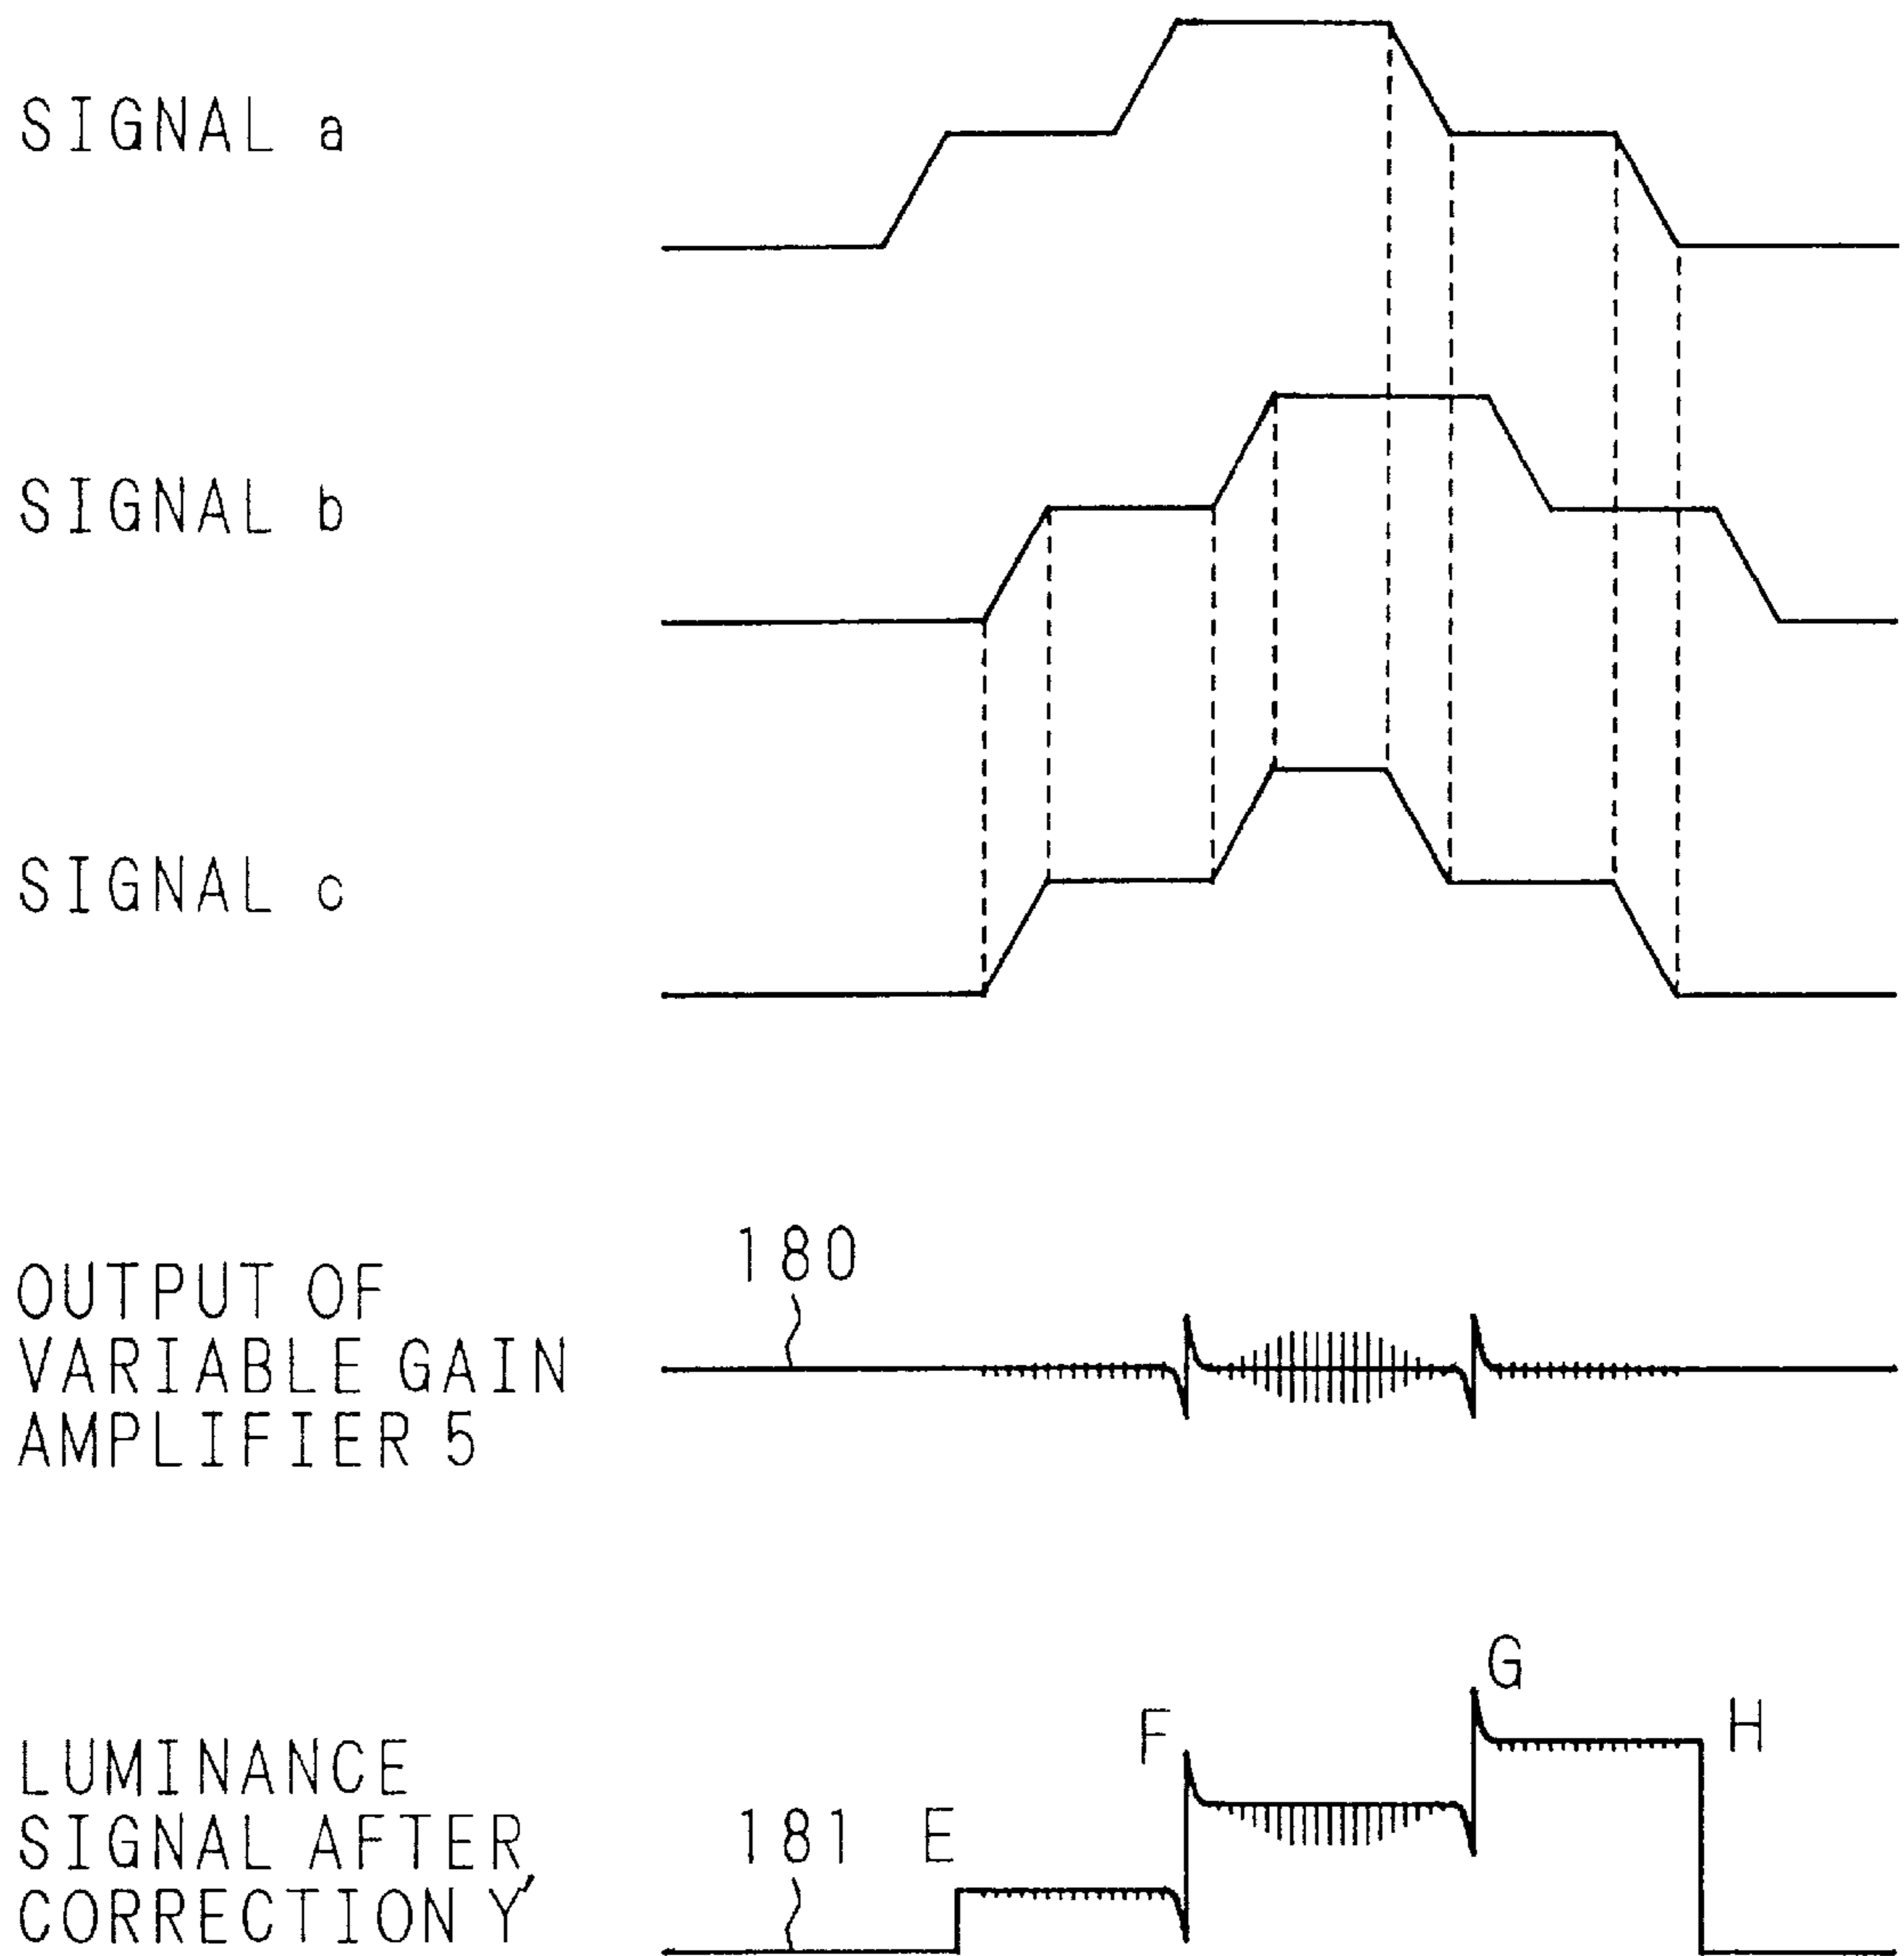 SIGNAL a
SIGNAL b
SIGNAL c
180
OUTPUT OF
VARIABLE GAIN
AMPLIFIER 5
G
F
H
LUMINANCE
SIGNAL AFTER
CORRECTION Y'
181 E